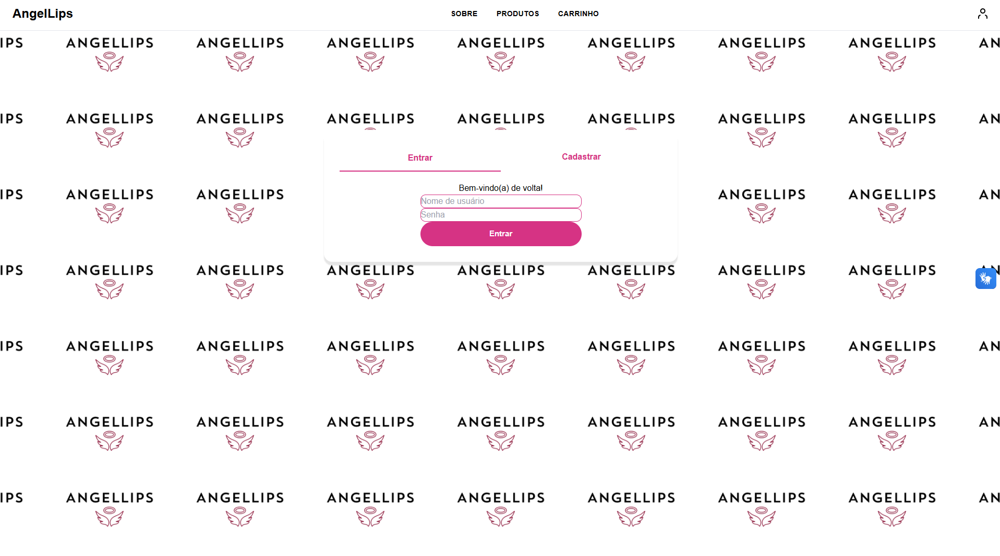 AngelLips SOBRE PRODUTOS CARRINHO
IPS ANGELLIPS ANGELLIPS ANGELLIPS ANGELLIPS ANGELLIPS ANGELLIPS ANGELLIPS AN
IPS ANGELLIPS ANGELLIPS ANGELLIPS ANGELLIPS ANGELLIPS ANGELLIPS ANGELLIPS AN
Entrar Cadastrar
Bem-vindo(a) de volta!
IPS ANGELLIPS ANGELLIPS ANGELLIPS ANGELLIPS AN
Nome de usuário
Senha
Entrar
IPS ANGELLIPS ANGELLIPS ANGELLIPS ANGELLIPS ANGELLIPS ANGELLIPS ANGELLIPS AN
IPS ANGELLIPS ANGELLIPS ANGELLIPS ANGELLIPS ANGELLIPS ANGELLIPS ANGELLIPS AN
IPS ANGELLIPS ANGELLIPS ANGELLIPS ANGELLIPS ANGELLIPS ANGELLIPS ANGELLIPS AN
IPS ANGELLIPS ANGELLIPS ANGELLIPS ANGELLIPS ANGELLIPS ANGELLIPS ANGELLIPS AN